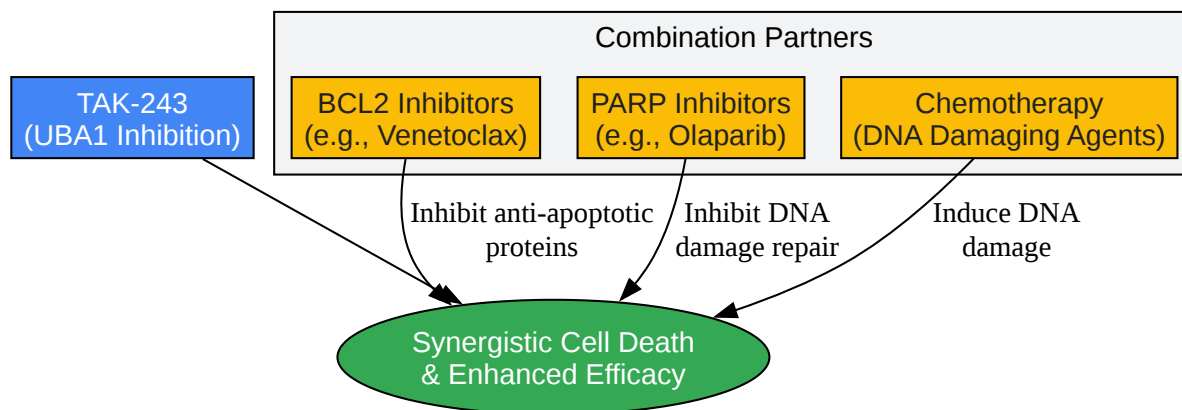 Combination Partners
TAK-243
(UBA1 Inhibition)
BCL2 Inhibitors
(e.g., Venetoclax)
PARP Inhibitors
(e.g., Olaparib)
Chemotherapy
(DNA Damaging Agents)
Inhibit anti-apoptotic
proteins
Inhibit DNA
damage repair
Induce DNA
damage
Synergistic Cell Death
& Enhanced Efficacy